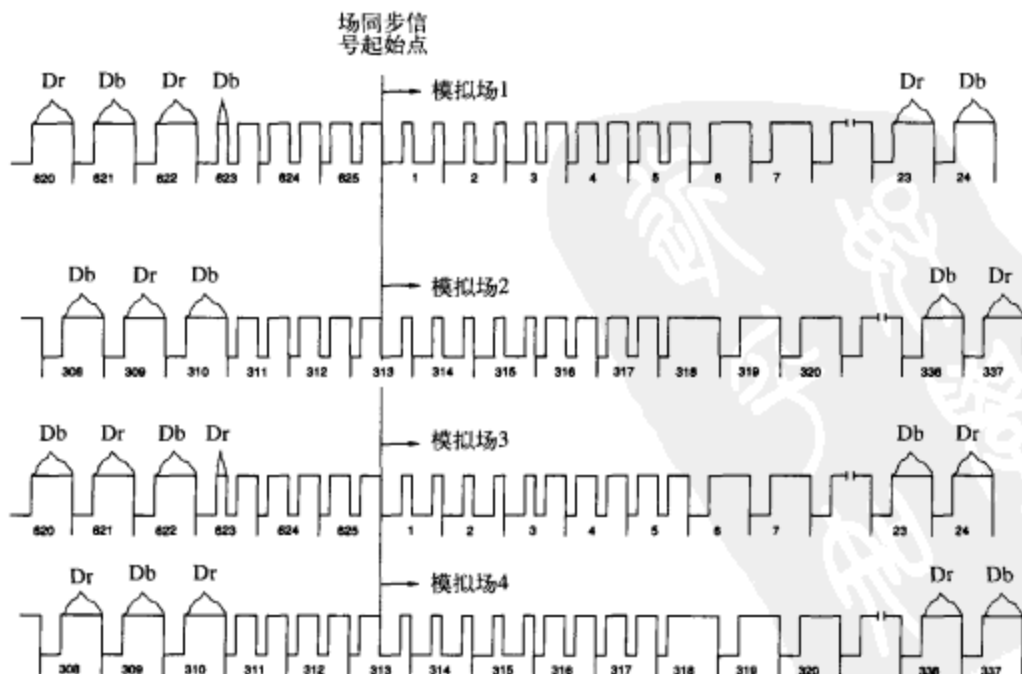 场同步信
号起始点
模拟场1
Dr Db Dr Db Dr Db
620 621 622 623 624 625 1 2 3 4 5 6 7 23 24
模拟场2
Db Dr Db Db Dr
308 309 310 311 312 313 314 315 316 317 318 319 320 336 337
模拟场3
Db Dr Db Dr Db Dr
620 621 622 623 624 625 1 2 3 4 5 6 7 23 24
模拟场4
Dr Db Dr Dr Db
308 309 310 311 312 313 314 315 316 317 318 319 320 336 337